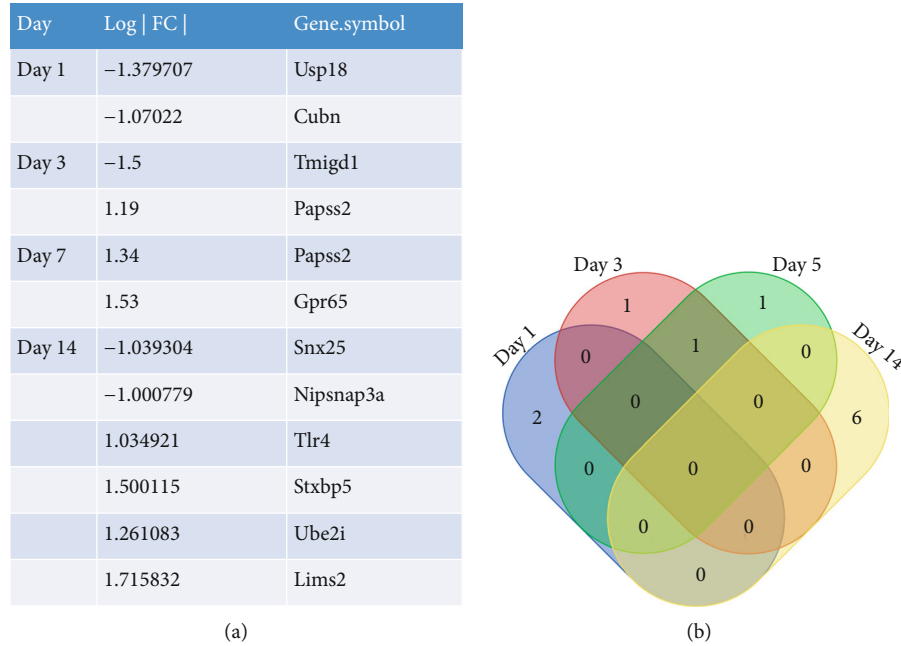 Day Log | FC | Gene.symbol
Day 1 −1.379707 Usp18
−1.07022 Cubn
Day 3 −1.5 Tmigd1
1.19 Papss2
Day 7 1.34 Papss2
1.53 Gpr65
Day 14 −1.039304 Snx25
−1.000779 Nipsnap3a
1.034921 Tlr4
1.500115 Stxbp5
1.261083 Ube2i
1.715832 Lims2
(a)
Day 3 Day 5
Day 1 Day 14
1 1
0 1 0
2 0 0 6
0 0 0
0 0
0
(b)